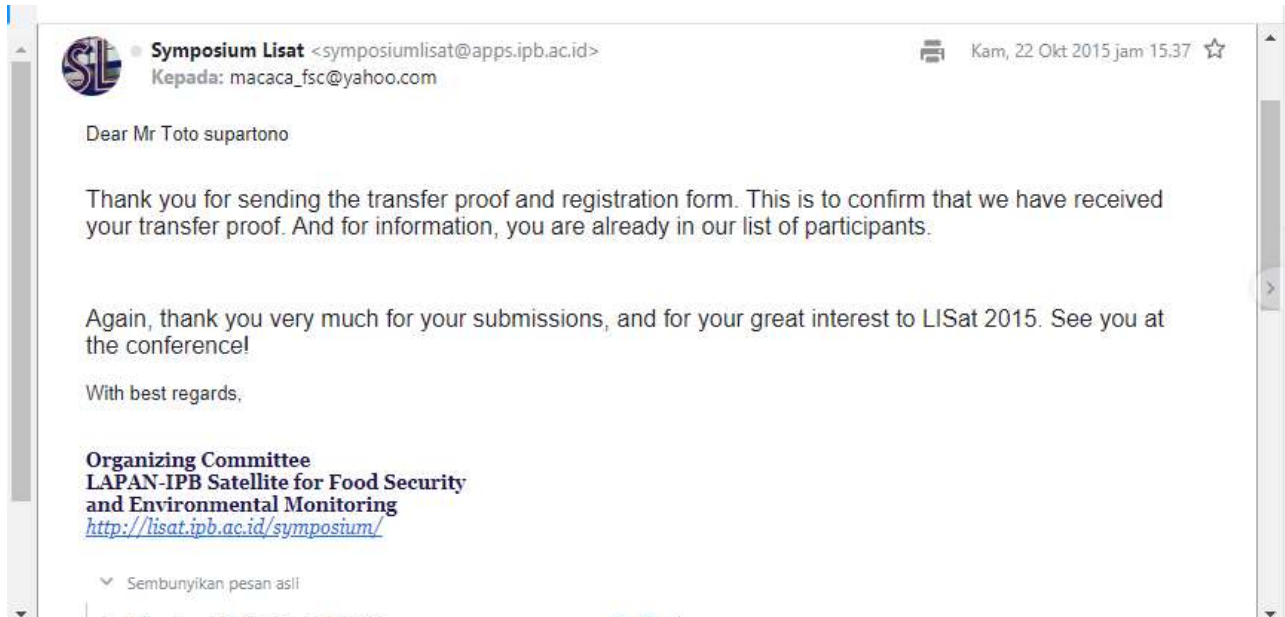 SL
Symposium Lisat <symposiumlisat@apps.ipb.ac.id>
Kam, 22 Okt 2015 jam 15.37
Kepada: macaca_fsc@yahoo.com
Dear Mr Toto supartono
Thank you for sending the transfer proof and registration form. This is to confirm that we have received
your transfer proof. And for information, you are already in our list of participants.
Again, thank you very much for your submissions, and for your great interest to LISat 2015. See you at
the conference!
With best regards,
Organizing Committee
LAPAN-IPB Satellite for Food Security
and Environmental Monitoring
http://lisat.ipb.ac.id/symposium/
Sembunyikan pesan asli